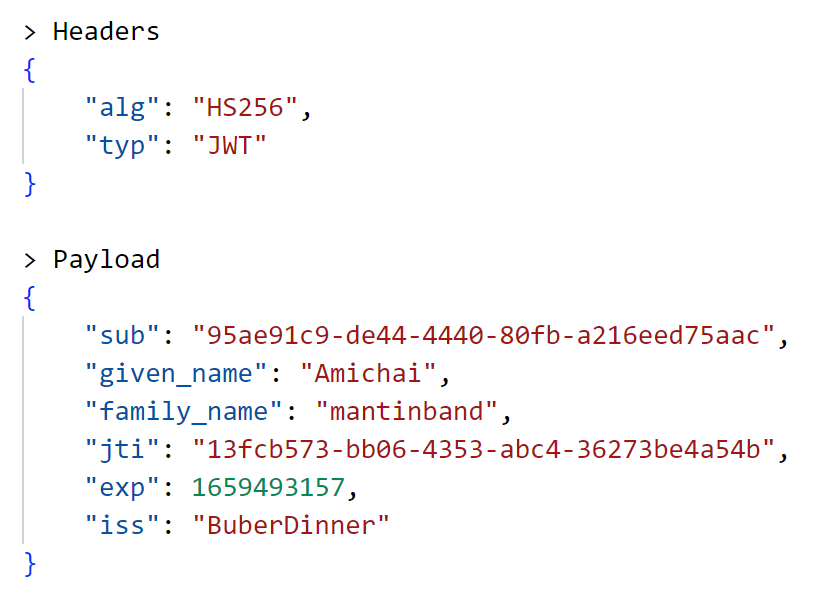 > Headers
{
    "alg": "HS256",
    "typ": "JWT"
}

> Payload
{
    "sub": "95ae91c9-de44-4440-80fb-a216eed75aac",
    "given_name": "Amichai",
    "family_name": "mantinband",
    "jti": "13fcb573-bb06-4353-abc4-36273be4a54b",
    "exp": 1659493157,
    "iss": "BuberDinner"
}